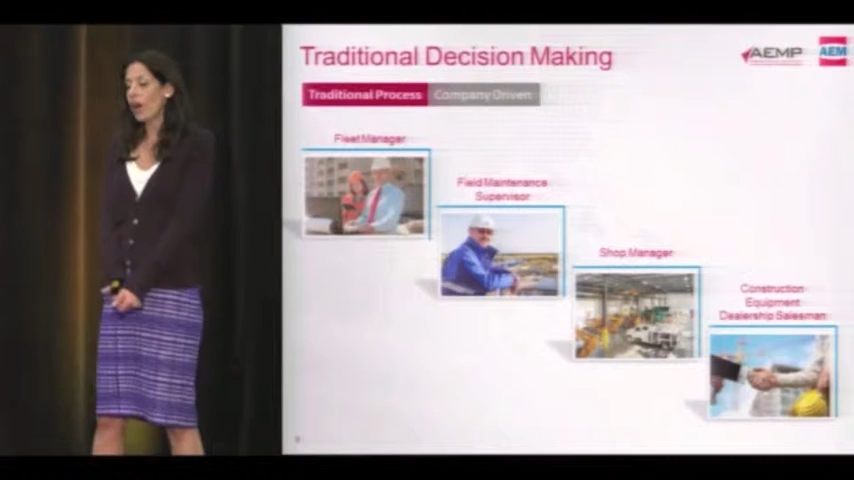 Traditional Decision Making
AEMP
AEM
Traditional Process
Company Driven
Fleet Manager
Field Maintenance
Supervisor
Shop Manager
Construction
Equipment
Dealership Salesman